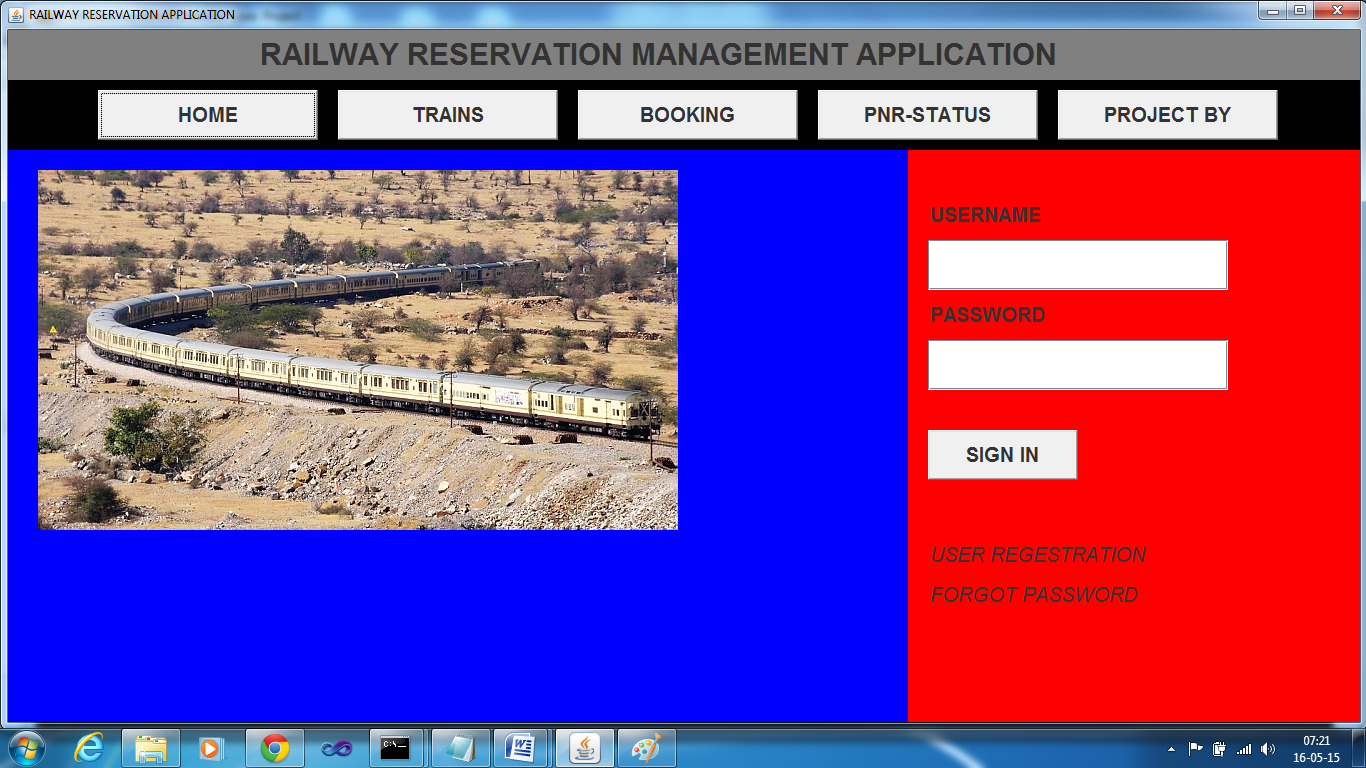 RAILWAY RESERVATION APPLICATION
RAILWAY RESERVATION MANAGEMENT APPLICATION
HOME TRAINS BOOKING PNR-STATUS PROJECT BY
USERNAME
PASSWORD
SIGN IN
USER REGESTRATION
FORGOT PASSWORD
07:21
16-05-15